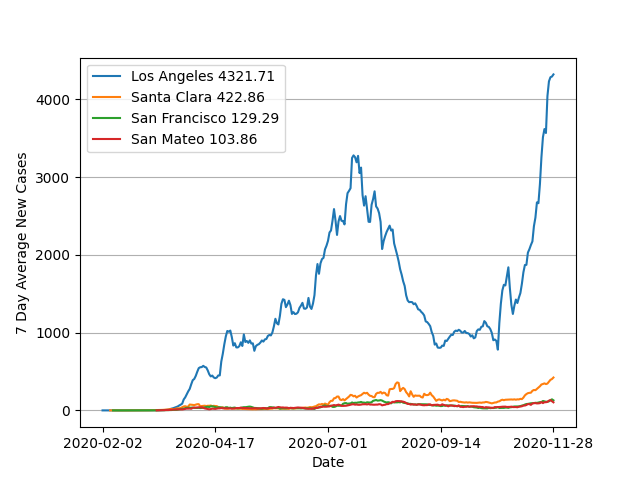 Los Angeles 4321.71
Santa Clara 422.86
San Francisco 129.29
San Mateo 103.86
7 Day Average New Cases
4000
3000
2000
1000
0
2020-02-02 2020-04-17 2020-07-01 2020-09-14 2020-11-28
Date